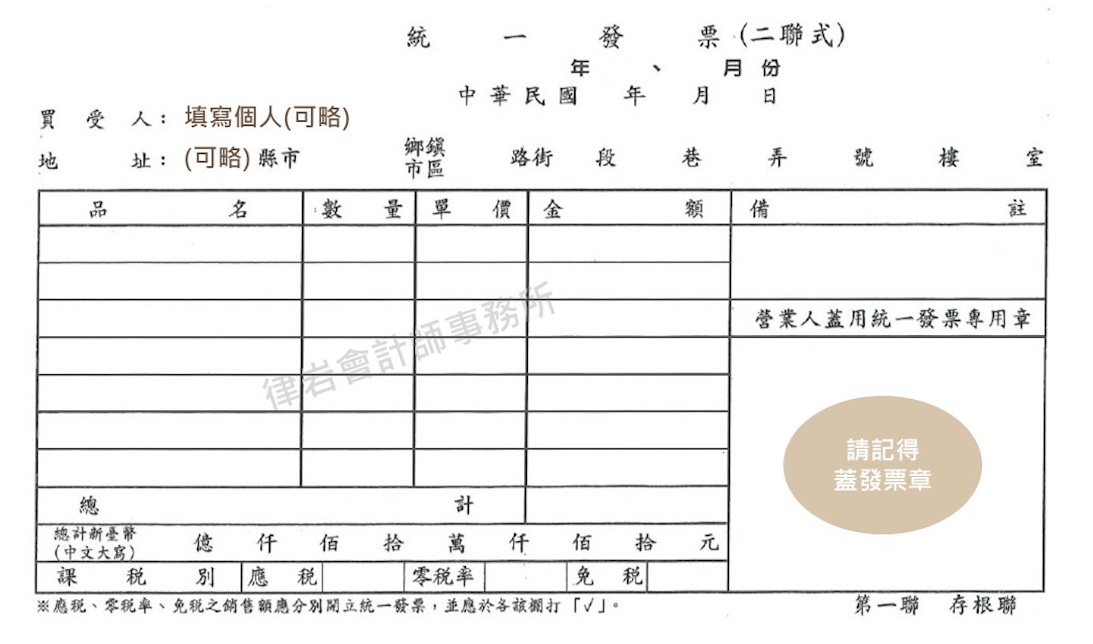 統一發票(二聯式)
年、月份
中華民國 年 月 日
買受人：填寫個人(可略)
地址：(可略)縣市 鄉鎮市區 路街 段 巷 弄 號 樓 室
品名 數量 單價 金額 備註
營業人蓋用統一發票專用章
律岩會計師事務所
請記得
蓋發票章
總計
總計新臺幣
(中文大寫) 億 仟 佰 拾 萬 仟 佰 拾 元
課稅別 應稅 零稅率 免稅
※應稅、零稅率、免稅之銷售額應分別開立統一發票，並應於各該欄打「✓」。
第一聯 存根聯